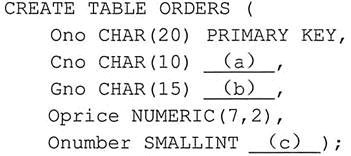 CREATE TABLE ORDERS (
Ono CHAR(20) PRIMARY KEY,
Cno CHAR(10) (a) ,
Gno CHAR(15) (b) ,
Oprice NUMERIC(7,2),
Onumber SMALLINT (c) );